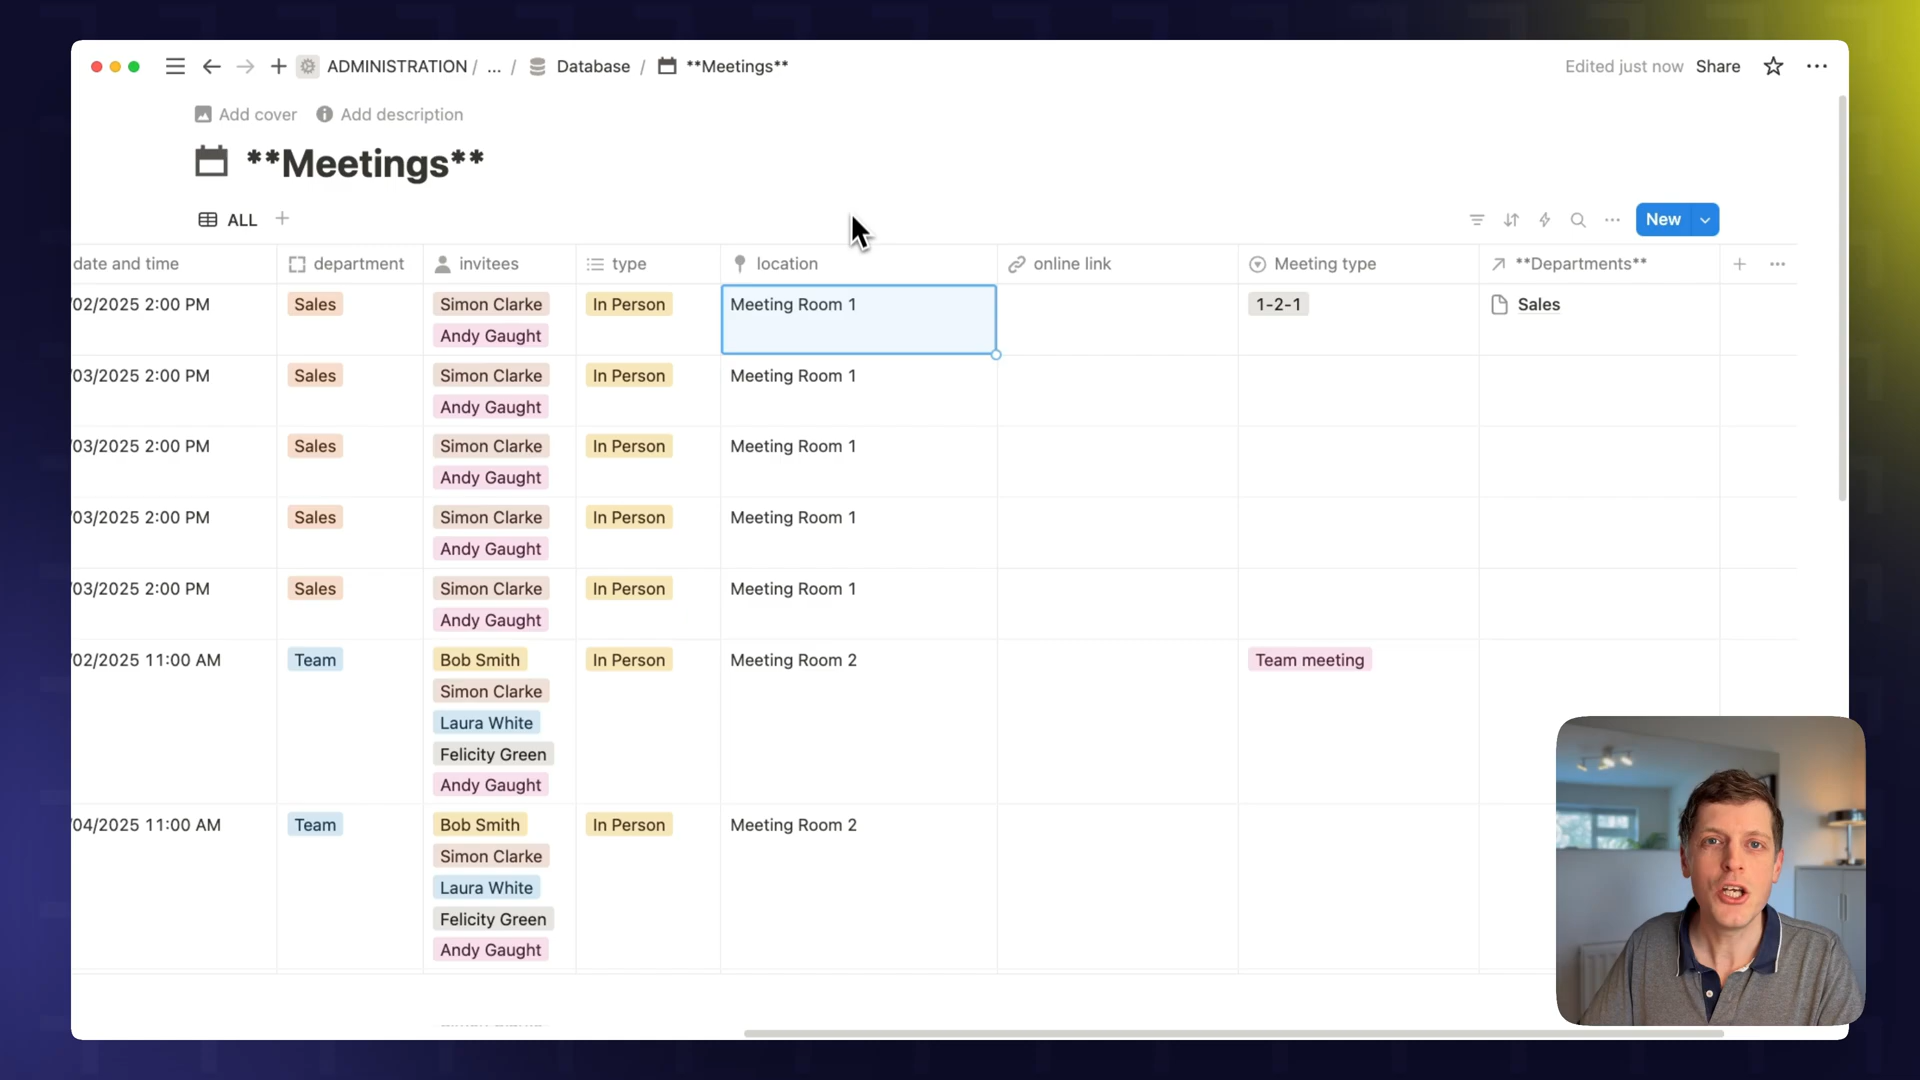 ADMINISTRATION / ... / Database / **Meetings**
Edited just now Share
Add cover Add description
**Meetings**
ALL
New
date and time department invitees type location online link Meeting type **Departments**
/02/2025 2:00 PM Sales Simon Clarke In Person Meeting Room 1 1-2-1 Sales
Andy Gaught
/03/2025 2:00 PM Sales Simon Clarke In Person Meeting Room 1
Andy Gaught
/03/2025 2:00 PM Sales Simon Clarke In Person Meeting Room 1
Andy Gaught
/03/2025 2:00 PM Sales Simon Clarke In Person Meeting Room 1
Andy Gaught
/03/2025 2:00 PM Sales Simon Clarke In Person Meeting Room 1
Andy Gaught
/02/2025 11:00 AM Team Bob Smith In Person Meeting Room 2 Team meeting
Simon Clarke
Laura White
Felicity Green
Andy Gaught
/04/2025 11:00 AM Team Bob Smith In Person Meeting Room 2
Simon Clarke
Laura White
Felicity Green
Andy Gaught